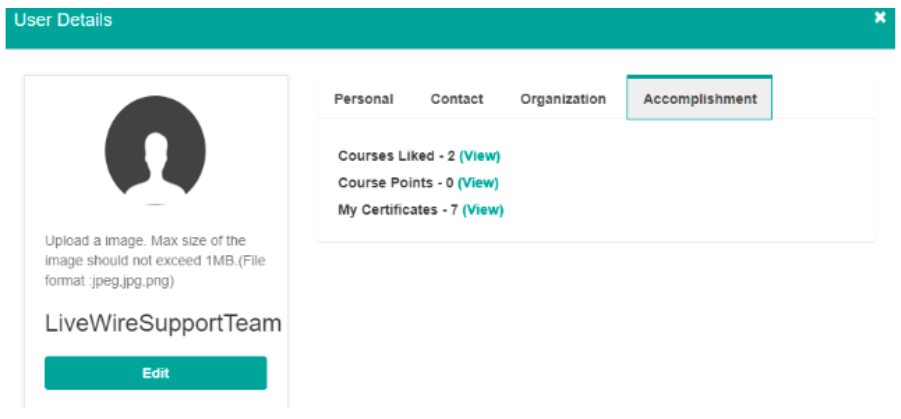 User Details
Personal Contact Organization Accomplishment
Courses Liked - 2 (View)
Course Points - 0 (View)
My Certificates - 7 (View)
Upload a image. Max size of the
image should not exceed 1MB.(File
format :jpeg,jpg,png)
LiveWireSupportTeam
Edit